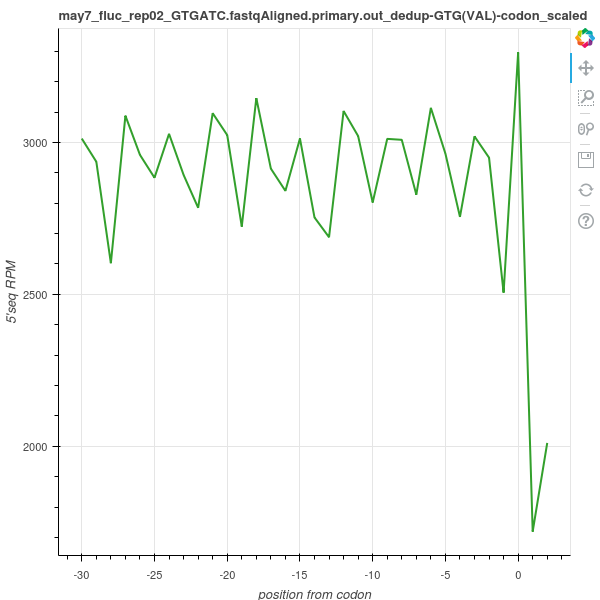 may7_fluc_rep02_GTGATC.fastqAligned.primary.out_dedup-GTG(VAL)-codon_scaled
3000
2500
2000
5'seq RPM
-30 -25 -20 -15 -10 -5 0
position from codon